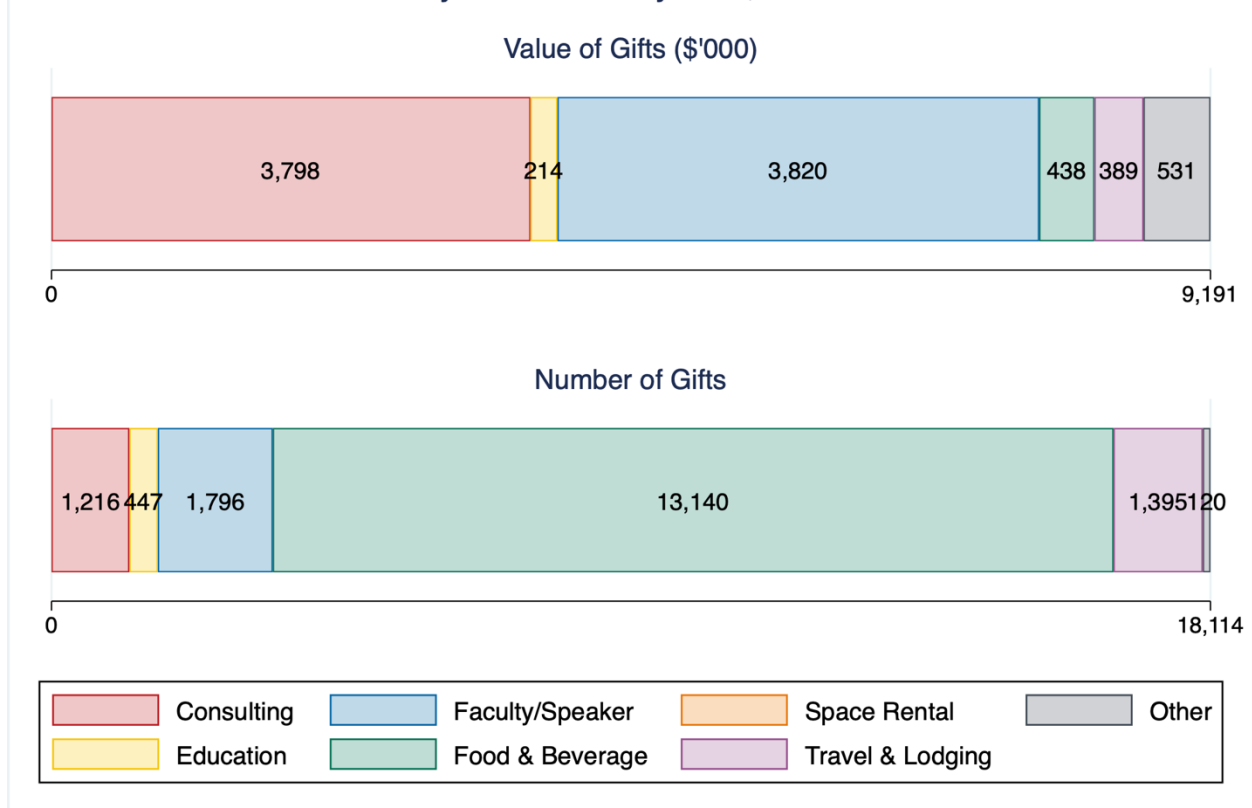 Value of Gifts ($'000)
3,798 214 3,820 438 389 531
0 9,191
Number of Gifts
1,216 447 1,796 13,140 1,395 120
0 18,114
Consulting Faculty/Speaker Space Rental Other
Education Food & Beverage Travel & Lodging